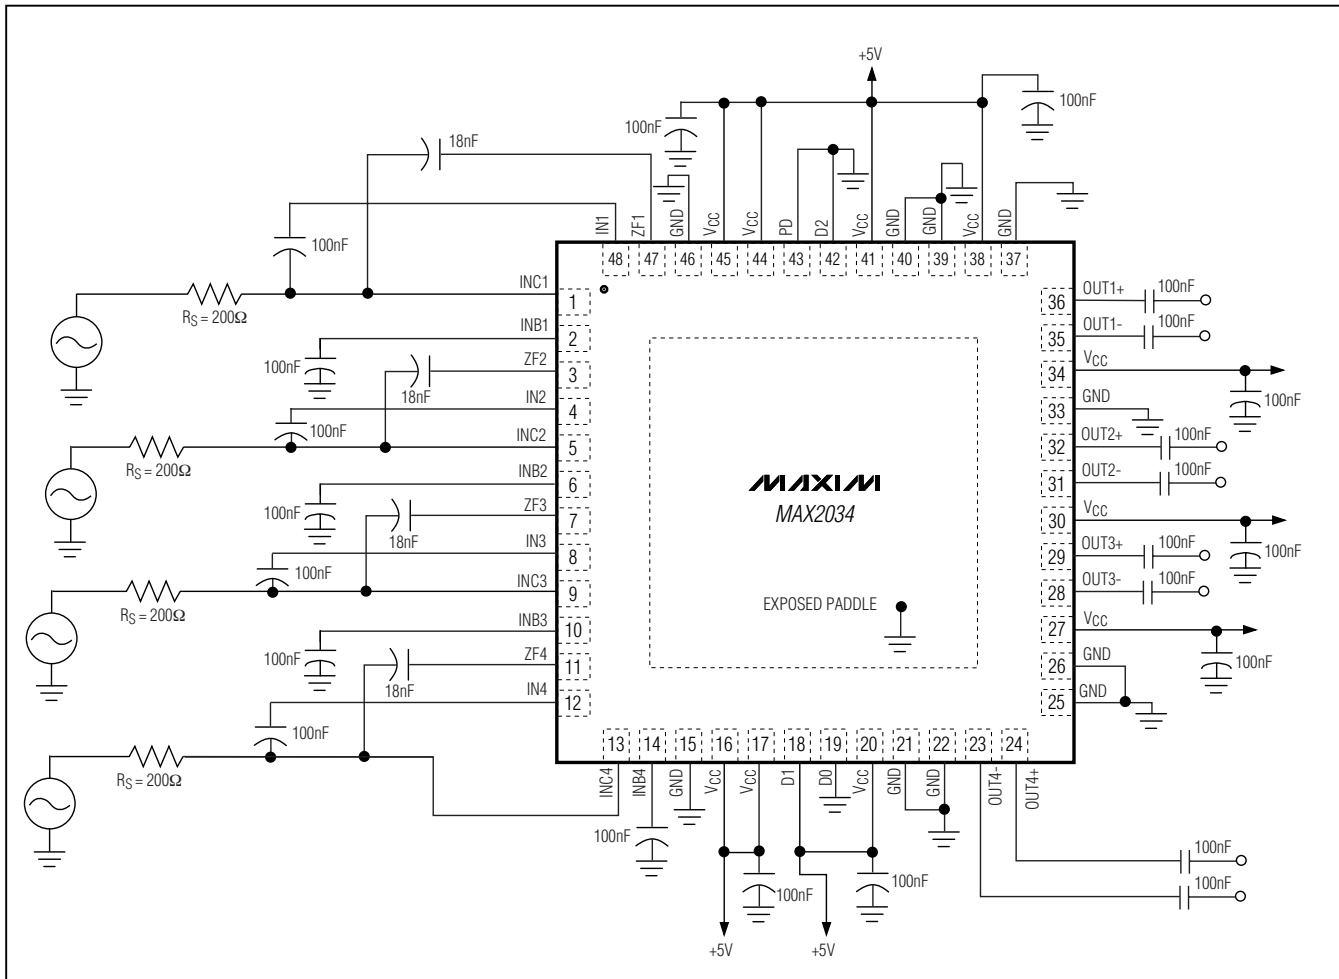 +5V
100nF
100nF
18nF
100nF
IN1
ZF1
GND
VCC
VCC
PD
D2
VCC
GND
GND
VCC
GND
48
47
46
45
44
43
42
41
40
39
38
37
INC1
1
RS = 200Ω
INB1
2
100nF
ZF2
3
18nF
IN2
4
100nF
INC2
5
RS = 200Ω
INB2
6
100nF
ZF3
7
18nF
IN3
8
100nF
INC3
9
RS = 200Ω
INB3
10
100nF
ZF4
11
18nF
IN4
12
100nF
RS = 200Ω
MAXIM
MAX2034
EXPOSED PADDLE
36
OUT1+
100nF
35
OUT1-
100nF
34
VCC
100nF
33
GND
32
OUT2+
100nF
31
OUT2-
100nF
30
VCC
100nF
29
OUT3+
100nF
28
OUT3-
100nF
27
VCC
100nF
26
GND
25
GND
13
14
15
16
17
18
19
20
21
22
23
24
INC4
INB4
GND
VCC
VCC
D1
D0
VCC
GND
GND
OUT4-
OUT4+
100nF
100nF
100nF
100nF
100nF
+5V
+5V